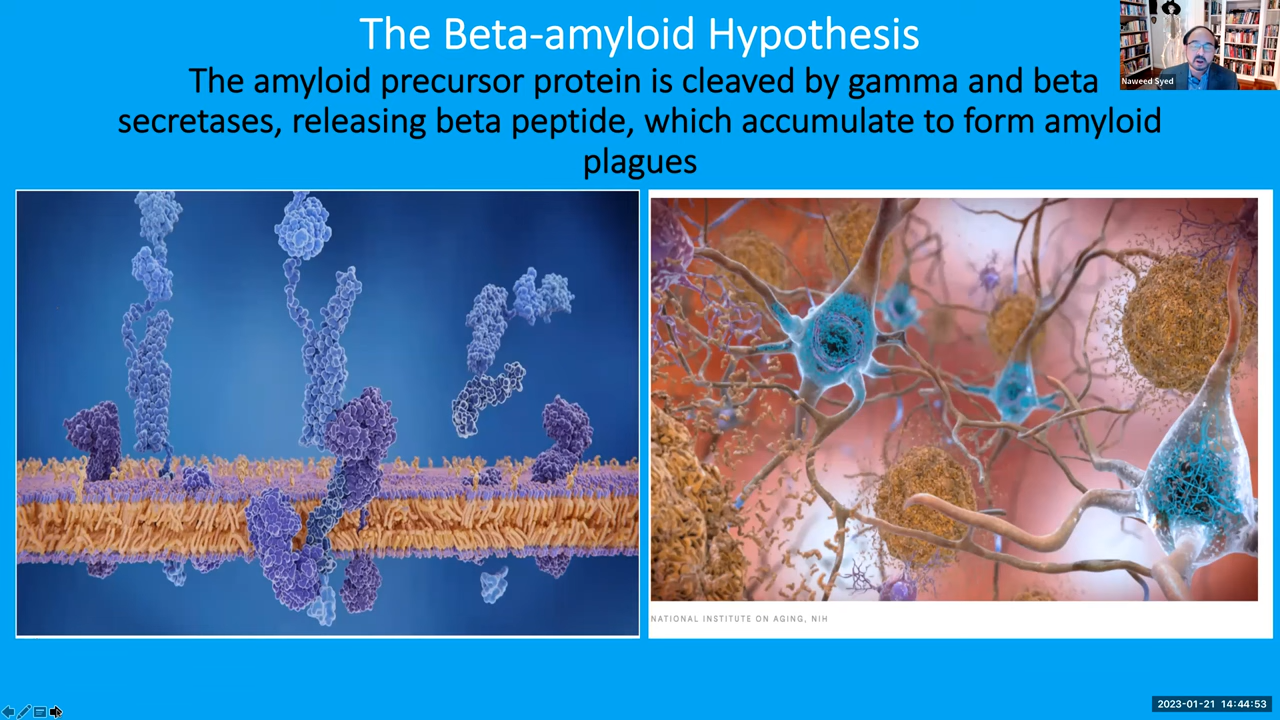 The Beta-amyloid Hypothesis
The amyloid precursor protein is cleaved by gamma and beta
secretases, releasing beta peptide, which accumulate to form amyloid
plagues
Naweed Syed
NATIONAL INSTITUTE ON AGING, NIH
2023-01-21 14:44:53